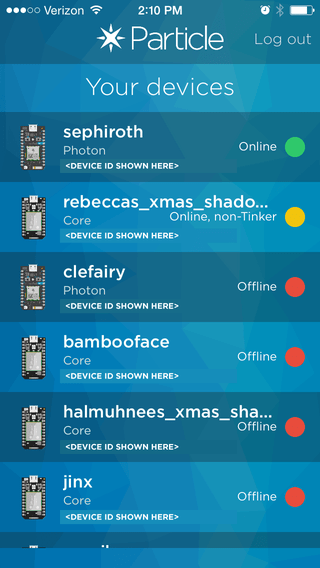 Verizon 2:10 PM
Particle Log out
Your devices
sephiroth
Photon
Online
<DEVICE ID SHOWN HERE>
rebeccas_xmas_shado...
Core
Online, non-Tinker
<DEVICE ID SHOWN HERE>
clefairy
Photon
Offline
<DEVICE ID SHOWN HERE>
bambooface
Core
Offline
<DEVICE ID SHOWN HERE>
halmuhnees_xmas_sha...
Core
Offline
<DEVICE ID SHOWN HERE>
jinx
Core
Offline
<DEVICE ID SHOWN HERE>